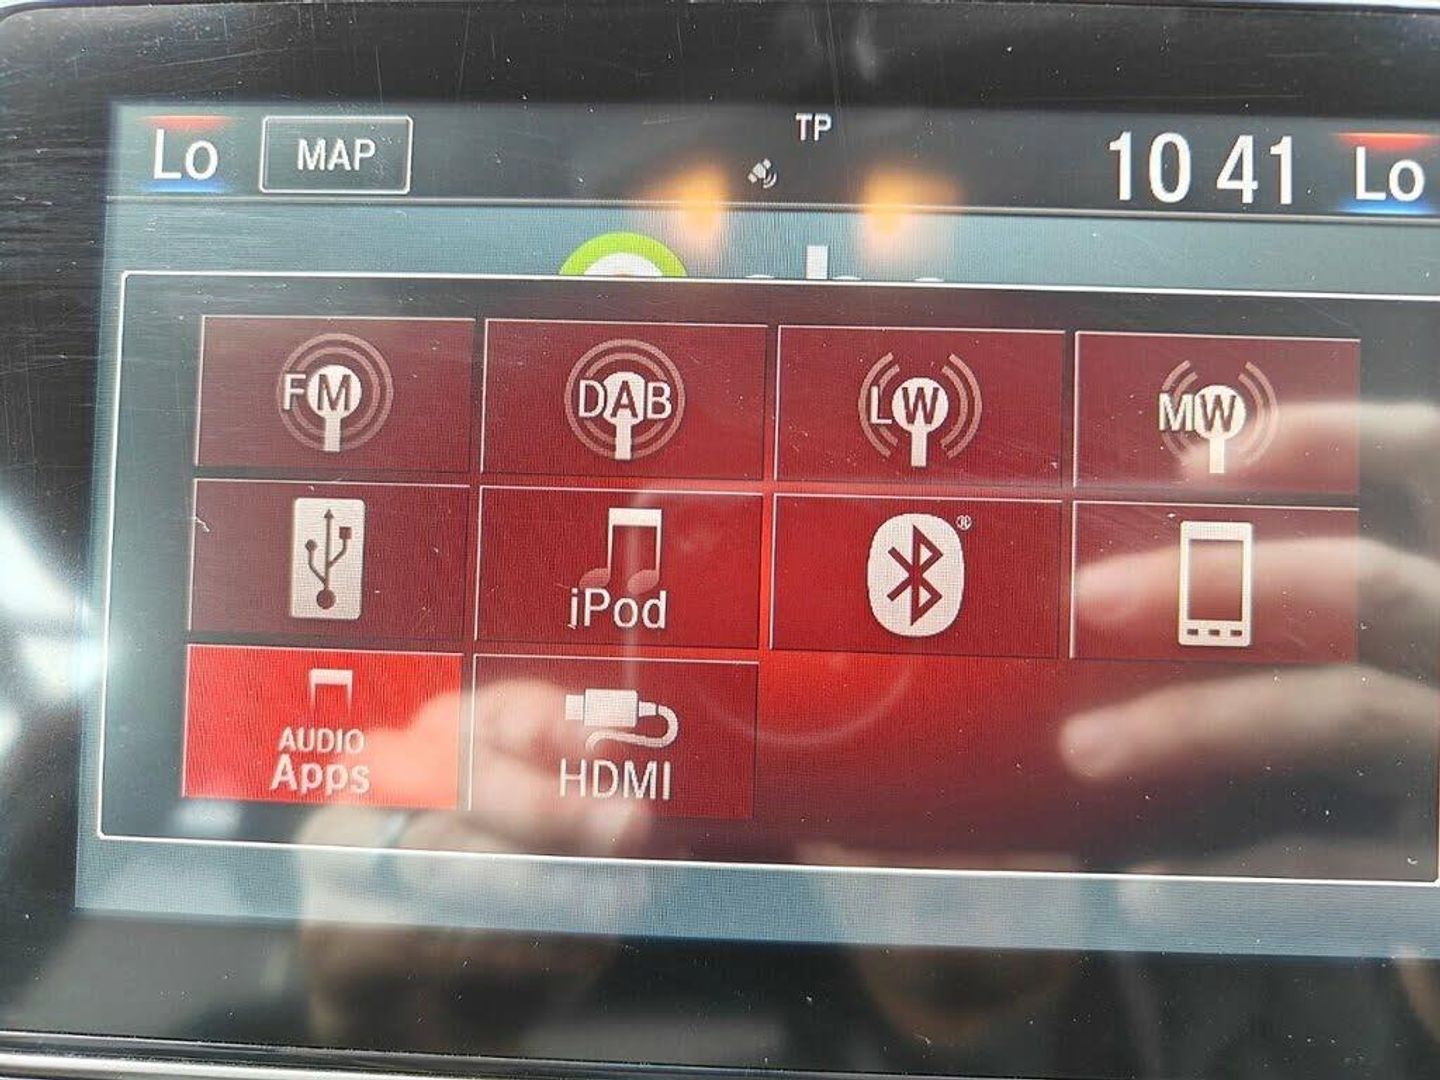 Lo MAP TP 10 41 Lo
FM DAB LW MW
iPod ®
AUDIO
Apps HDMI